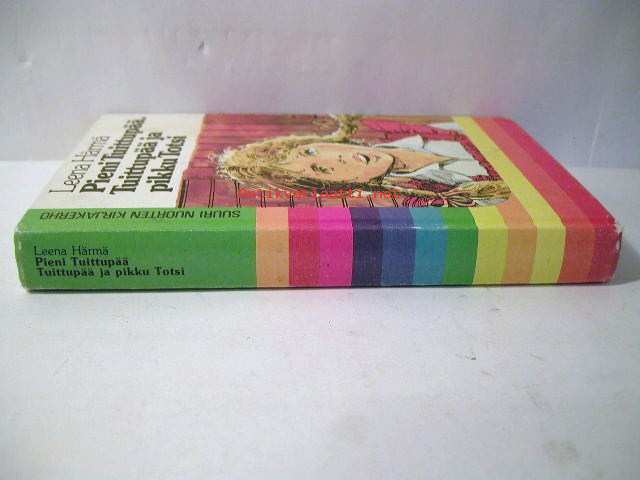 Leena Härmä
Pieni Tuittupää
Tuittupää ja
pikku Totsi
SUURI NUORTEN KIRJAKERHO
Leena Härmä
Pieni Tuittupää
Tuittupää ja pikku Totsi